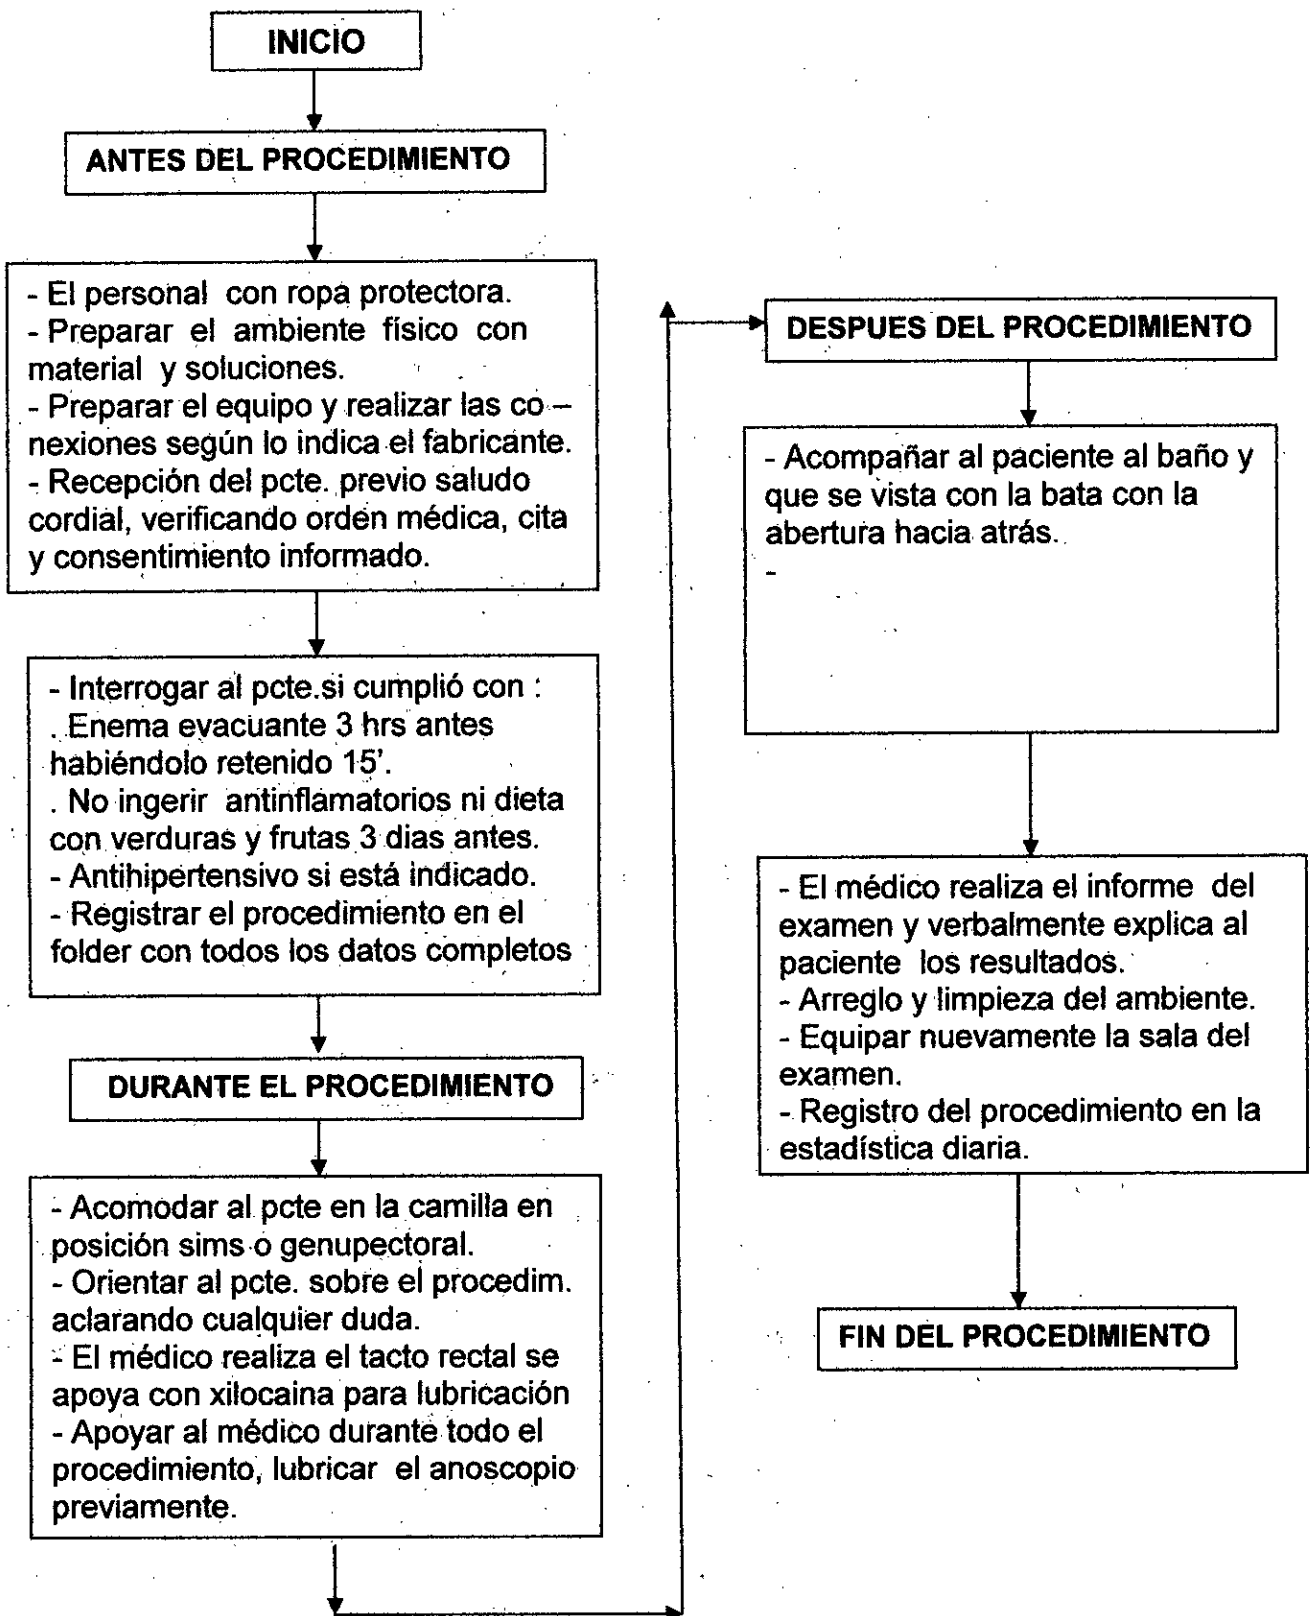 INICIO
ANTES DEL PROCEDIMIENTO
- El personal con ropa protectora.
- Preparar el ambiente físico con
material y soluciones.
- Preparar el equipo y realizar las co –
nexiones según lo indica el fabricante.
- Recepción del pcte. previo saludo
cordial, verificando orden médica, cita
y consentimiento informado.
- Interrogar al pcte.si cumplió con :
. Enema evacuante 3 hrs antes
habiéndolo retenido 15’.
. No ingerir antinflamatorios ni dieta
con verduras y frutas 3 dias antes.
- Antihipertensivo si está indicado.
- Registrar el procedimiento en el
folder con todos los datos completos
DURANTE EL PROCEDIMIENTO
- Acomodar al pcte en la camilla en
posición sims o genupectoral.
- Orientar al pcte. sobre el procedim.
aclarando cualquier duda.
- El médico realiza el tacto rectal se
apoya con xilocaina para lubricación
- Apoyar al médico durante todo el
procedimiento, lubricar el anoscopio
previamente.
DESPUES DEL PROCEDIMIENTO
- Acompañar al paciente al baño y
que se vista con la bata con la
abertura hacia atrás.
-
- El médico realiza el informe del
examen y verbalmente explica al
paciente los resultados.
- Arreglo y limpieza del ambiente.
- Equipar nuevamente la sala del
examen.
- Registro del procedimiento en la
estadística diaria.
FIN DEL PROCEDIMIENTO